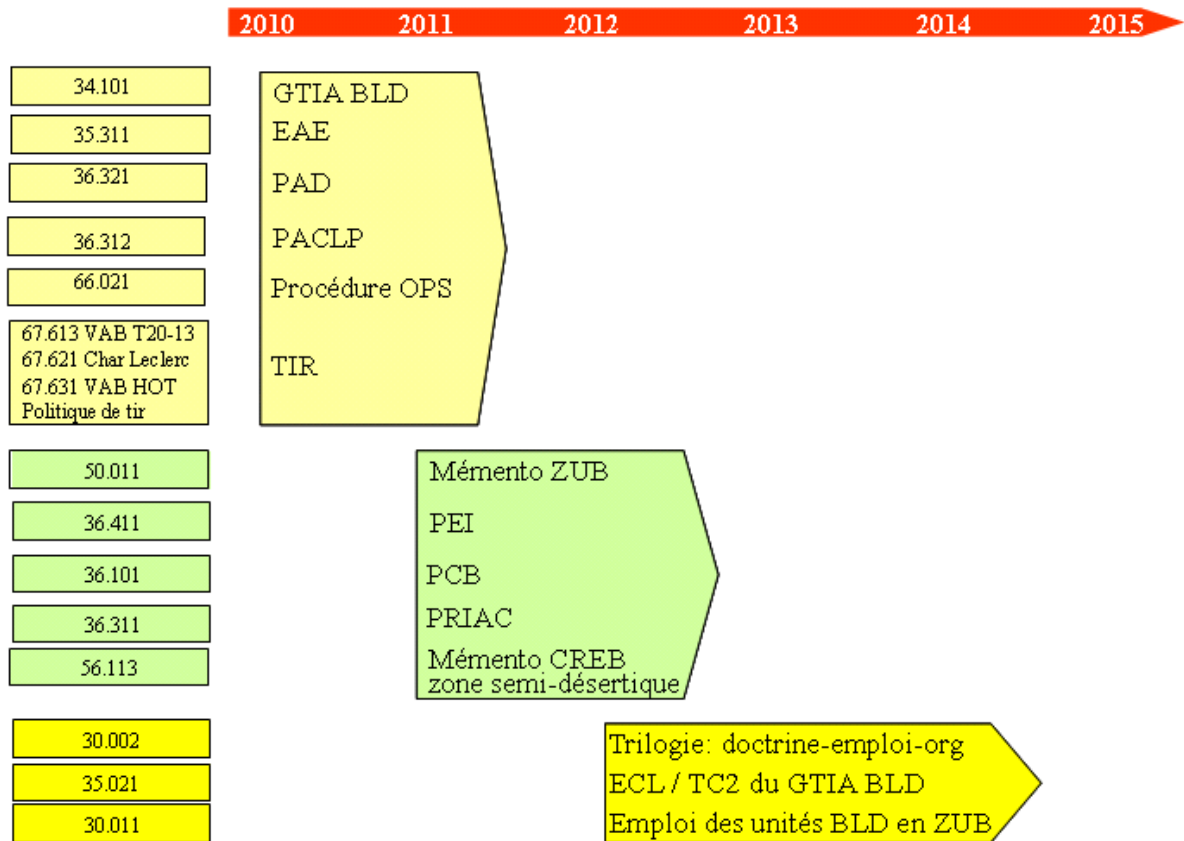 2010 2011 2012 2013 2014 2015
34.101
GTIA BLD
35.311
EAE
36.321
PAD
36.312
PACLP
66.021
Procédure OPS
67.613 VAB T20-13
67.621 Char Leclerc
67.631 VAB HOT
Politique de tir
TIR
50.011
Mémento ZUB
36.411
PEI
36.101
PCB
36.311
PRIAC
56.113
Mémento CREB
zone semi-désertique
30.002
Trilogie: doctrine-emploi-org
35.021
ECL / TC2 du GTIA BLD
30.011
Emploi des unités BLD en ZUB